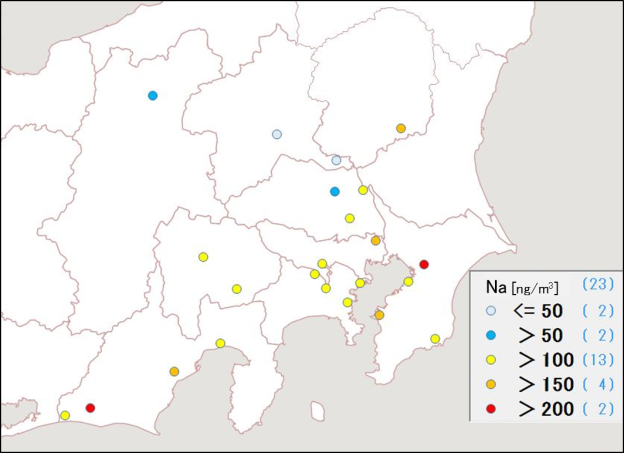 Na [ng/m³] (23)
<= 50 ( 2)
> 50 ( 2)
> 100 (13)
> 150 ( 4)
> 200 ( 2)